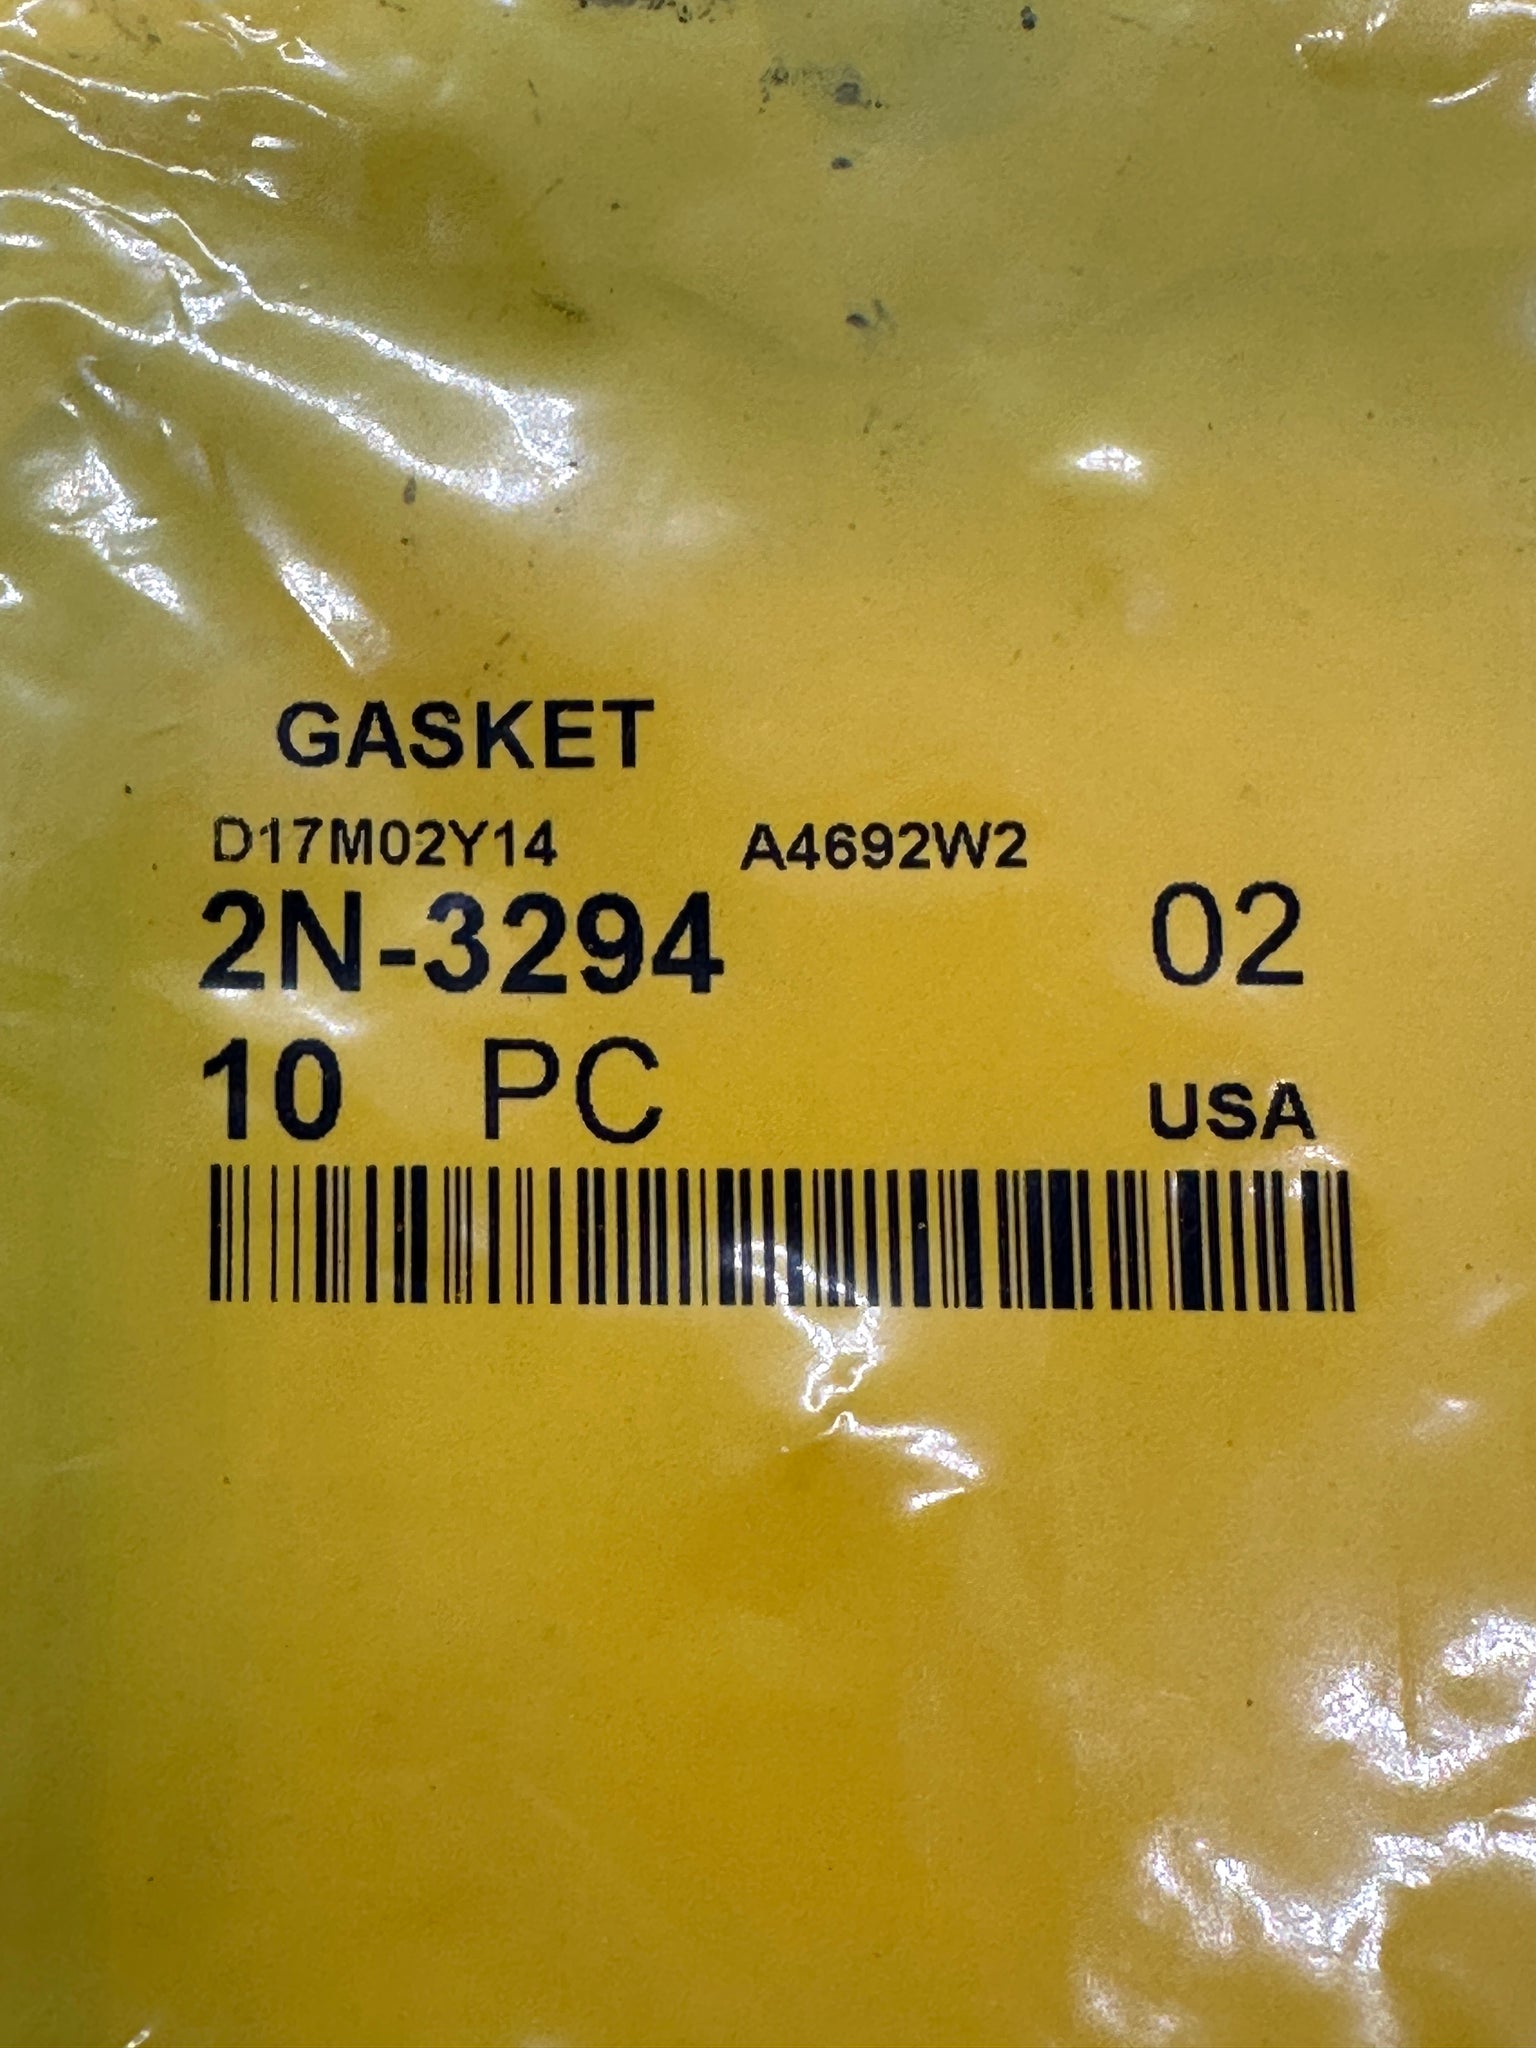 GASKET
D17M02Y14 A4692W2
2N-3294 02
10 PC USA